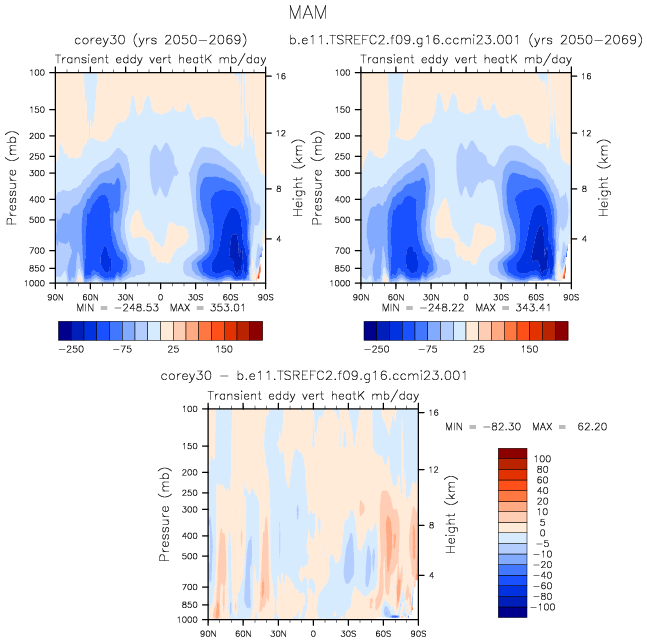 MAM
corey30 (yrs 2050-2069)
b.e11.TSREFC2.f09.g16.ccmi23.001 (yrs 2050-2069)
Transient eddy vert heatK mb/day
Transient eddy vert heatK mb/day
Pressure (mb)
100
150
200
250
300
400
500
700
850
1000
16
12
8
4
Height (km)
90N 60N 30N 0 30S 60S 90S
MIN = -248.53 MAX = 353.01
-250 -75 25 150
Pressure (mb)
100
150
200
250
300
400
500
700
850
1000
16
12
8
4
Height (km)
90N 60N 30N 0 30S 60S 90S
MIN = -248.22 MAX = 343.41
-250 -75 25 150
corey30 - b.e11.TSREFC2.f09.g16.ccmi23.001
Transient eddy vert heatK mb/day
Pressure (mb)
100
150
200
250
300
400
500
700
850
1000
16
12
8
4
Height (km)
90N 60N 30N 0 30S 60S 90S
MIN = -82.30 MAX = 62.20
100
80
60
40
20
10
5
0
-5
-10
-20
-40
-60
-80
-100